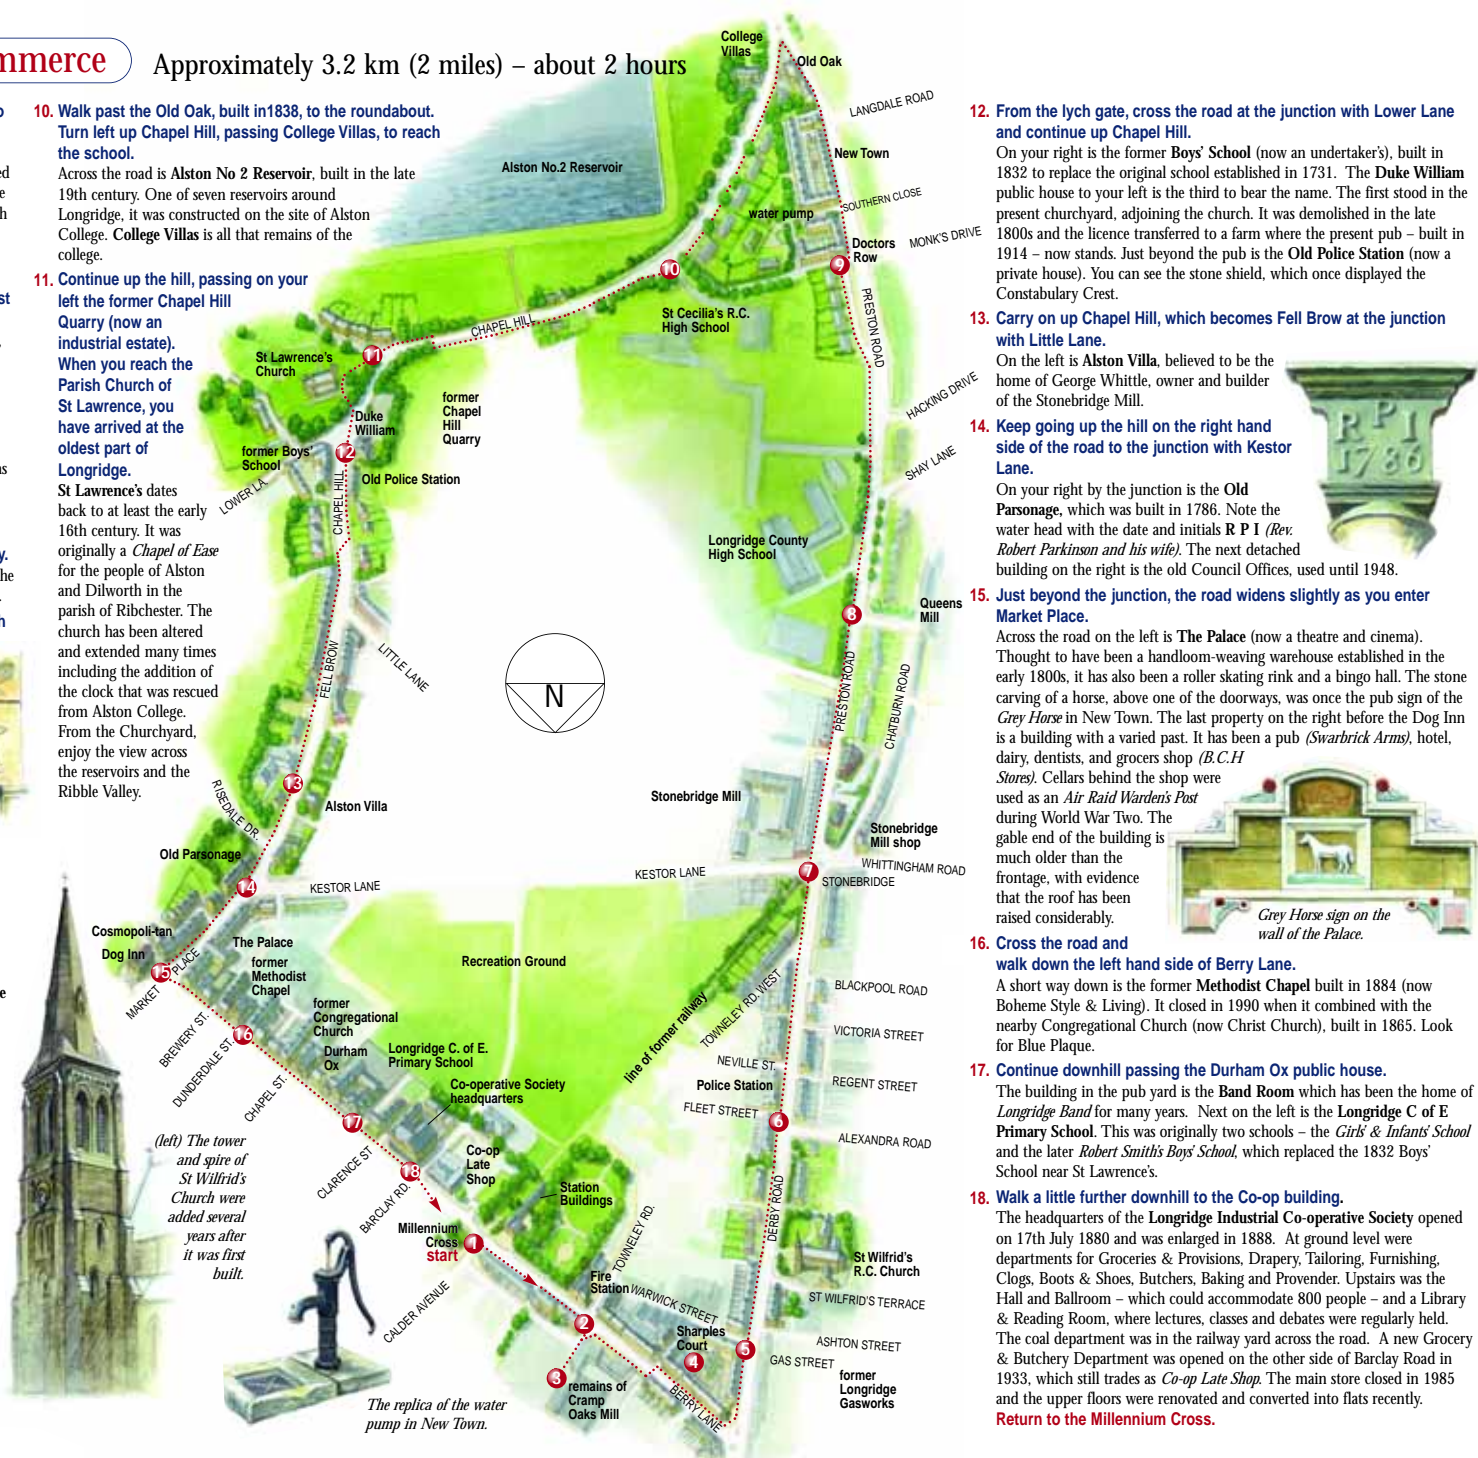 mmerce
Approximately 3.2 km (2 miles) – about 2 hours
10. Walk past the Old Oak, built in1838, to the roundabout.
Turn left up Chapel Hill, passing College Villas, to reach
the school.
Across the road is Alston No 2 Reservoir, built in the late
19th century. One of seven reservoirs around
Longridge, it was constructed on the site of Alston
College. College Villas is all that remains of the
college.
11. Continue up the hill, passing on your
left the former Chapel Hill
Quarry (now an
industrial estate).
When you reach the
Parish Church of
St Lawrence, you
have arrived at the
oldest part of
Longridge.
St Lawrence's dates
back to at least the early
16th century. It was
originally a Chapel of Ease
for the people of Alston
and Dilworth in the
parish of Ribchester. The
church has been altered
and extended many times
including the addition of
the clock that was rescued
from Alston College.
From the Churchyard,
enjoy the view across
the reservoirs and the
Ribble Valley.
(left) The tower
and spire of
St Wilfrid's
Church were
added several
years after
it was first
built.
The replica of the water
pump in New Town.
College
Villas
Old Oak
LANGDALE ROAD
Alston No.2 Reservoir
New Town
SOUTHERN CLOSE
water pump
MONK'S DRIVE
Doctors
Row
9
10
PRESTON ROAD
St Cecilia's R.C.
High School
CHAPEL HILL
11
St Lawrence's
Church
HACKING DRIVE
former
Chapel
Hill
Quarry
Duke
William
12
former Boys'
School
Old Police Station
SHAY LANE
LOWER LA.
CHAPEL HILL
Longridge County
High School
Queens
Mill
8
FELL BROW
LITTLE LANE
N
PRESTON ROAD
CHATBURN ROAD
13
Alston Villa
RISEDALE DR.
Stonebridge Mill
Stonebridge
Mill shop
Old Parsonage
WHITTINGHAM ROAD
14
KESTOR LANE
KESTOR LANE
7
STONEBRIDGE
Cosmopoli-tan
Dog Inn
15
MARKET PLACE
The Palace
former
Methodist
Chapel
Recreation Ground
line of former railway
TOWNELEY RD. WEST
BLACKPOOL ROAD
former
Congregational
Church
BREWERY ST.
16
DUNDERDALE ST.
Durham
Ox
Longridge C. of E.
Primary School
VICTORIA STREET
NEVILLE ST.
CHAPEL ST.
Co-operative Society
headquarters
Police Station
REGENT STREET
FLEET STREET
6
17
ALEXANDRA ROAD
CLARENCE ST
18
Co-op
Late
Shop
Station
Buildings
BARCLAY RD.
DERBY ROAD
Millennium
Cross
start
1
TOWNELEY RD.
St Wilfrid's
R.C. Church
Fire
Station
WARWICK STREET
ST WILFRID'S TERRACE
CALDER AVENUE
2
Sharples
Court
4
5
ASHTON STREET
GAS STREET
3
remains of
Cramp
Oaks Mill
BERRY LANE
former
Longridge
Gasworks
12. From the lych gate, cross the road at the junction with Lower Lane
and continue up Chapel Hill.
On your right is the former Boys' School (now an undertaker's), built in
1832 to replace the original school established in 1731. The Duke William
public house to your left is the third to bear the name. The first stood in the
present churchyard, adjoining the church. It was demolished in the late
1800s and the licence transferred to a farm where the present pub – built in
1914 – now stands. Just beyond the pub is the Old Police Station (now a
private house). You can see the stone shield, which once displayed the
Constabulary Crest.
13. Carry on up Chapel Hill, which becomes Fell Brow at the junction
with Little Lane.
On the left is Alston Villa, believed to be the
home of George Whittle, owner and builder
of the Stonebridge Mill.
14. Keep going up the hill on the right hand
side of the road to the junction with Kestor
Lane.
On your right by the junction is the Old
Parsonage, which was built in 1786. Note the
water head with the date and initials R P I (Rev.
Robert Parkinson and his wife). The next detached
building on the right is the old Council Offices, used until 1948.
RPI
1786
15. Just beyond the junction, the road widens slightly as you enter
Market Place.
Across the road on the left is The Palace (now a theatre and cinema).
Thought to have been a handloom-weaving warehouse established in the
early 1800s, it has also been a roller skating rink and a bingo hall. The stone
carving of a horse, above one of the doorways, was once the pub sign of the
Grey Horse in New Town. The last property on the right before the Dog Inn
is a building with a varied past. It has been a pub (Swarbrick Arms), hotel,
dairy, dentists, and grocers shop (B.C.H
Stores). Cellars behind the shop were
used as an Air Raid Warden's Post
during World War Two. The
gable end of the building is
much older than the
frontage, with evidence
that the roof has been
raised considerably.
Grey Horse sign on the
wall of the Palace.
16. Cross the road and
walk down the left hand side of Berry Lane.
A short way down is the former Methodist Chapel built in 1884 (now
Boheme Style & Living). It closed in 1990 when it combined with the
nearby Congregational Church (now Christ Church), built in 1865. Look
for Blue Plaque.
17. Continue downhill passing the Durham Ox public house.
The building in the pub yard is the Band Room which has been the home of
Longridge Band for many years. Next on the left is the Longridge C of E
Primary School. This was originally two schools – the Girls' & Infants' School
and the later Robert Smith's Boys' School, which replaced the 1832 Boys'
School near St Lawrence's.
18. Walk a little further downhill to the Co-op building.
The headquarters of the Longridge Industrial Co-operative Society opened
on 17th July 1880 and was enlarged in 1888. At ground level were
departments for Groceries & Provisions, Drapery, Tailoring, Furnishing,
Clogs, Boots & Shoes, Butchers, Baking and Provender. Upstairs was the
Hall and Ballroom – which could accommodate 800 people – and a Library
& Reading Room, where lectures, classes and debates were regularly held.
The coal department was in the railway yard across the road. A new Grocery
& Butchery Department was opened on the other side of Barclay Road in
1933, which still trades as Co-op Late Shop. The main store closed in 1985
and the upper floors were renovated and converted into flats recently.
Return to the Millennium Cross.